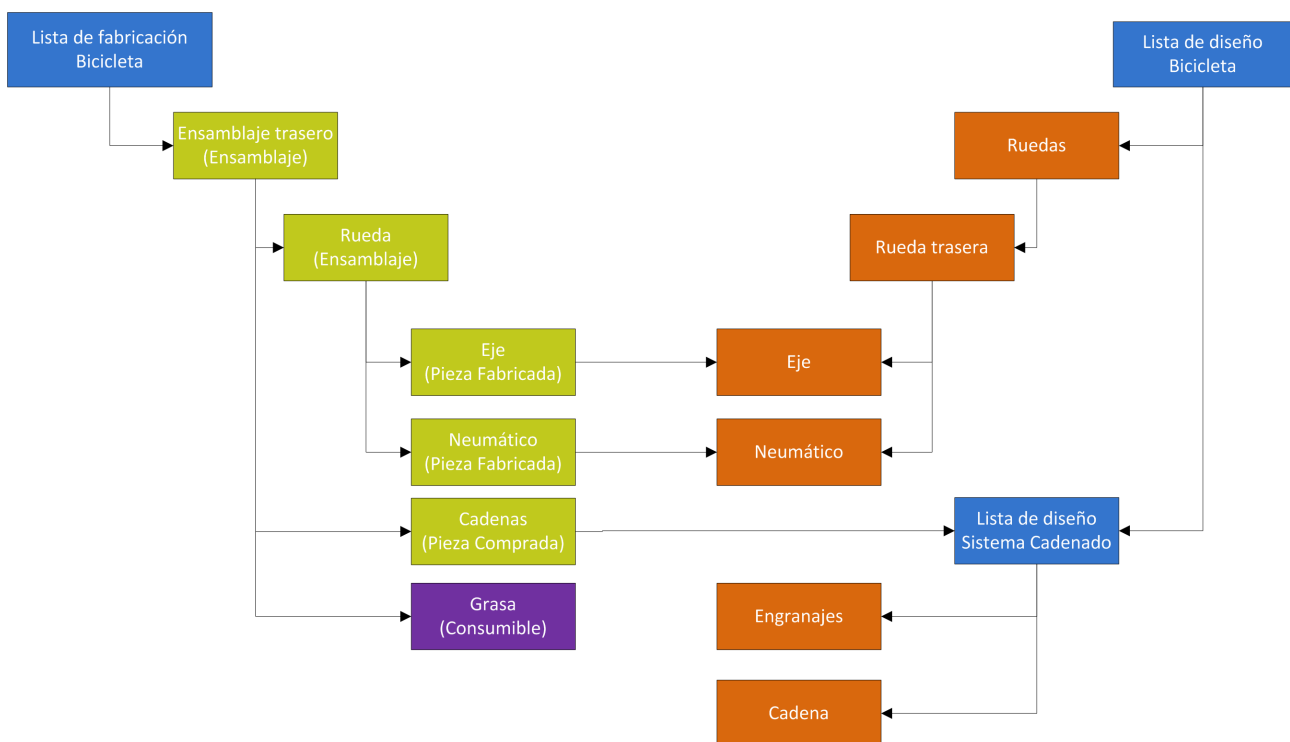 Lista de fabricación
Bicicleta
Lista de diseño
Bicicleta
Ensamblaje trasero
(Ensamblaje)
Ruedas
Rueda
(Ensamblaje)
Rueda trasera
Eje
(Pieza Fabricada)
Eje
Neumático
(Pieza Fabricada)
Neumático
Cadenas
(Pieza Comprada)
Lista de diseño
Sistema Cadenado
Grasa
(Consumible)
Engranajes
Cadena